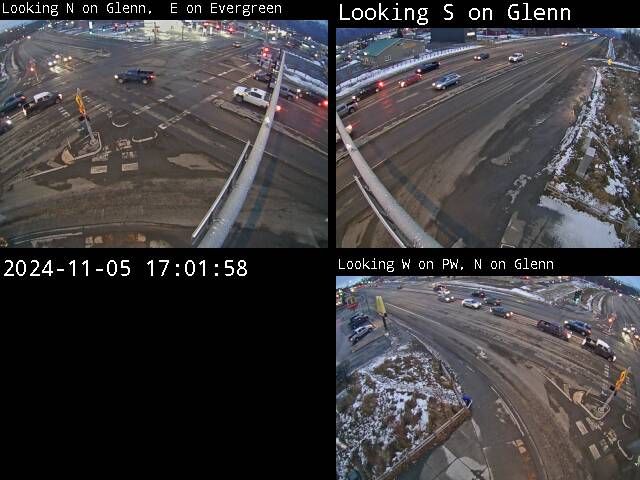 Looking N on Glenn,  E on Evergreen
Looking S on Glenn
2024-11-05 17:01:58
Looking W on PW, N on Glenn